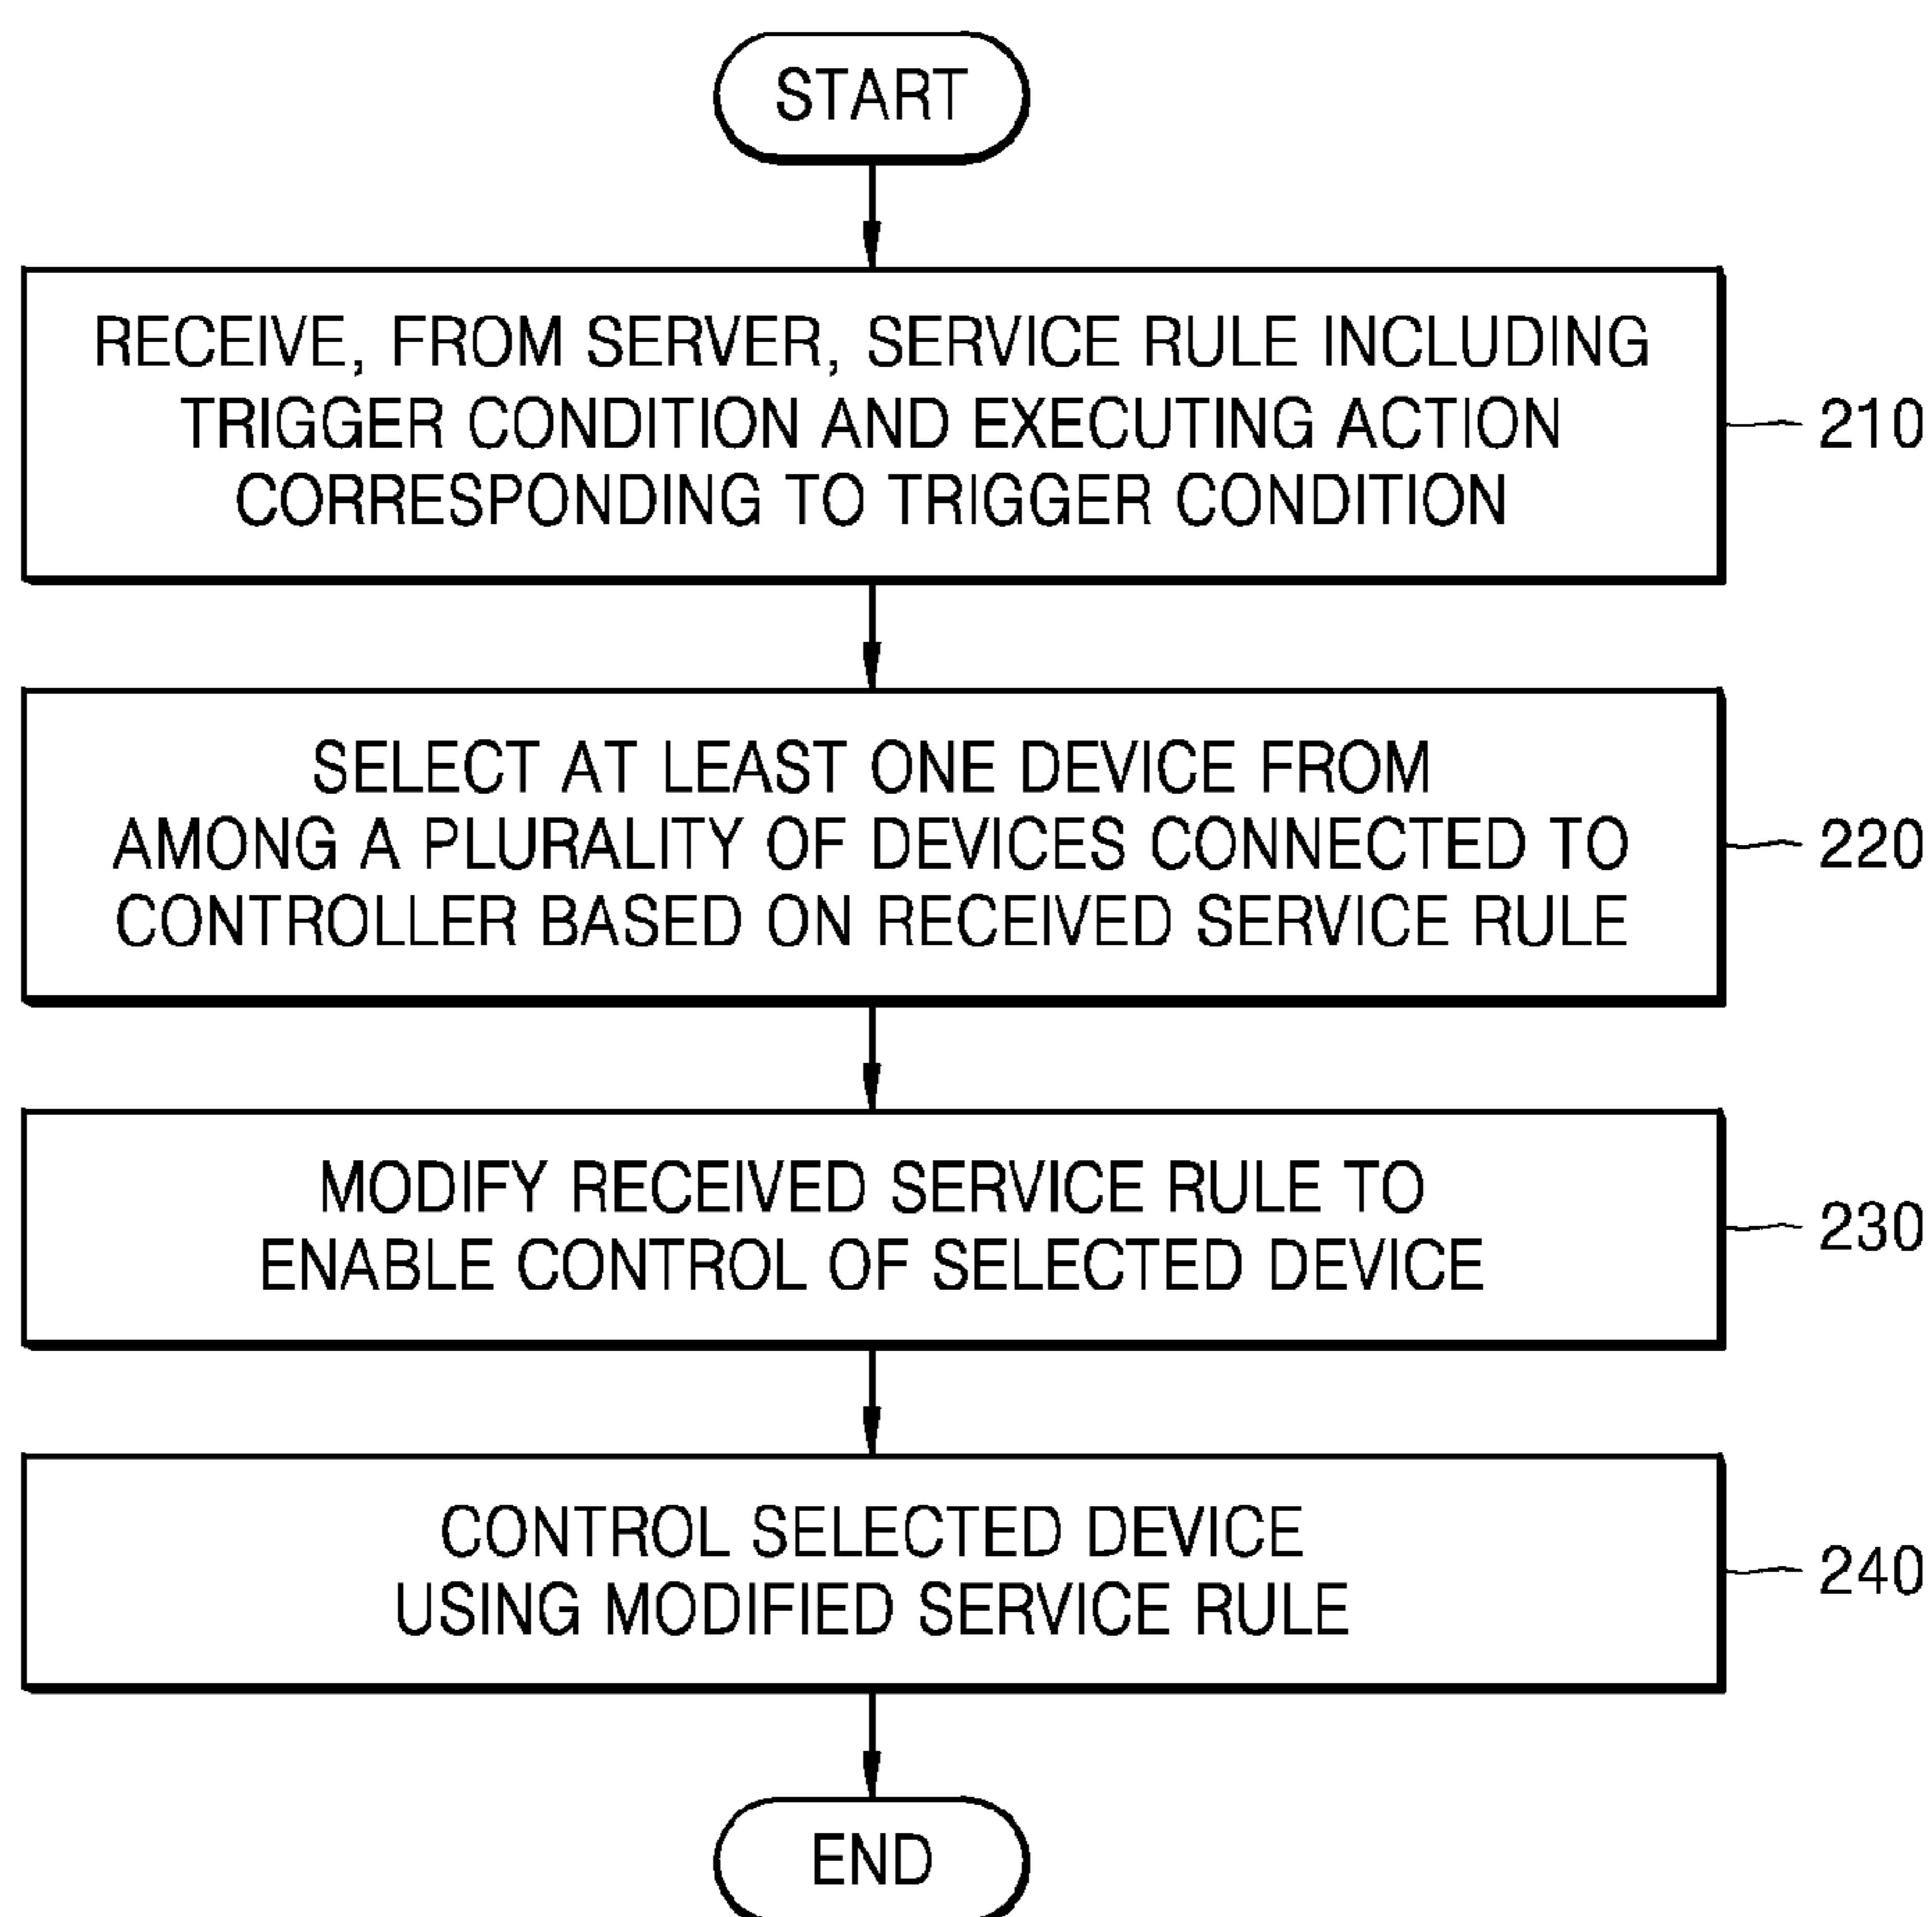 START
RECEIVE, FROM SERVER, SERVICE RULE INCLUDING
TRIGGER CONDITION AND EXECUTING ACTION
CORRESPONDING TO TRIGGER CONDITION
210
SELECT AT LEAST ONE DEVICE FROM
AMONG A PLURALITY OF DEVICES CONNECTED TO
CONTROLLER BASED ON RECEIVED SERVICE RULE
220
MODIFY RECEIVED SERVICE RULE TO
ENABLE CONTROL OF SELECTED DEVICE
230
CONTROL SELECTED DEVICE
USING MODIFIED SERVICE RULE
240
END